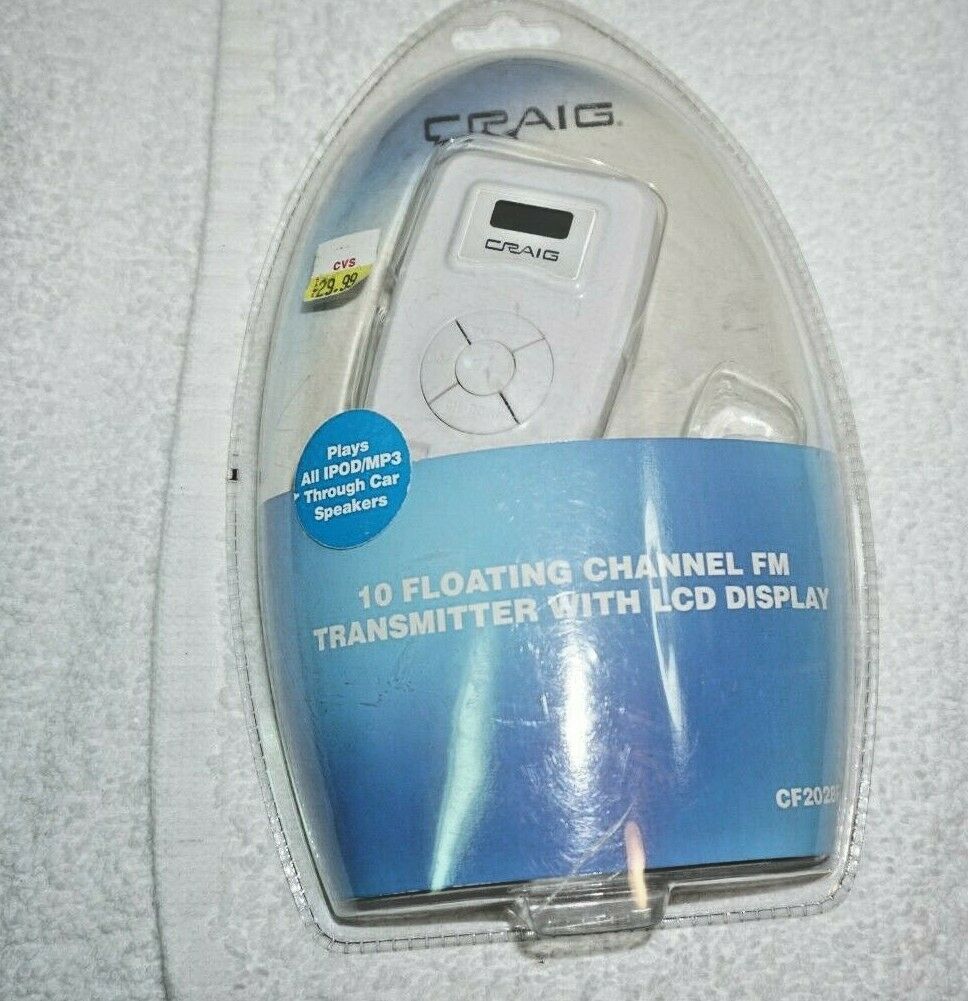 CRAIG
CRAIG
CVS
29.99
Plays
All IPOD/MP3
Through Car
Speakers
10 FLOATING CHANNEL FM
TRANSMITTER WITH LCD DISPLAY